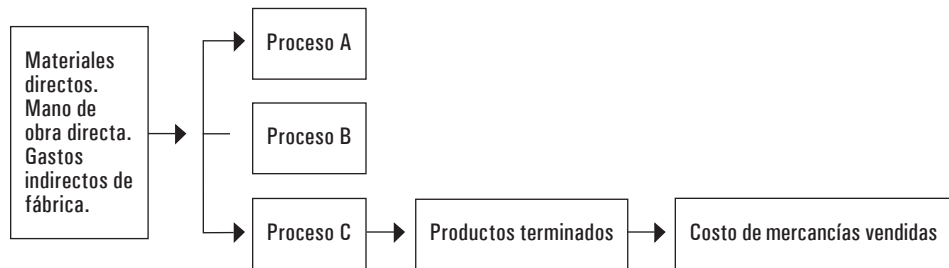 Materiales
directos.
Mano de
obra directa.
Gastos
indirectos de
fábrica.
Proceso A
Proceso B
Proceso C
Productos terminados
Costo de mercancías vendidas